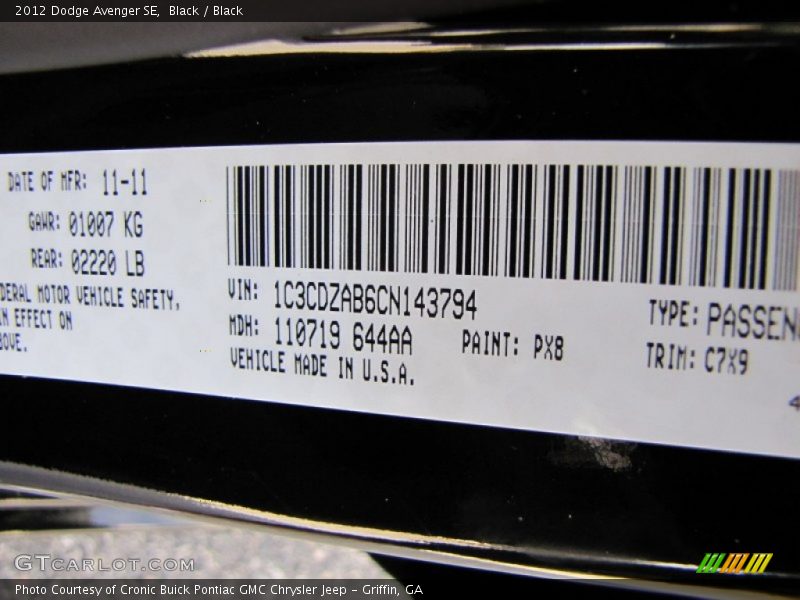 2012 Dodge Avenger SE, Black / Black
DATE OF MFR: 11-11
GAWR: 01007 KG
REAR: 02220 LB
DERAL MOTOR VEHICLE SAFETY,
IN EFFECT ON
BOVE.
VIN: 1C3CDZAB6CN143794
MDH: 110719 644AA
VEHICLE MADE IN U.S.A.
PAINT: PX8
TYPE: PASSEN
TRIM: C7X9
4
GTCARLOT.COM
Photo Courtesy of Cronic Buick Pontiac GMC Chrysler Jeep - Griffin, GA